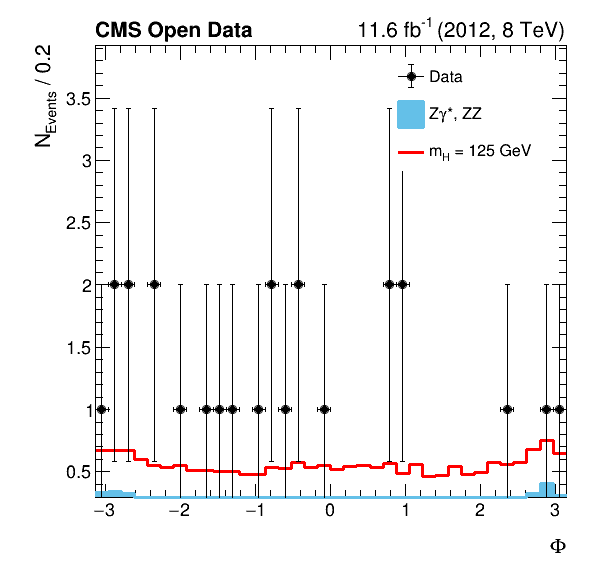 CMS Open Data 11.6 fb⁻¹ (2012, 8 TeV)
N_Events / 0.2
Data
Zγ*, ZZ
m_H = 125 GeV
3.5
3
2.5
2
1.5
1
0.5
−3 −2 −1 0 1 2 3
Φ